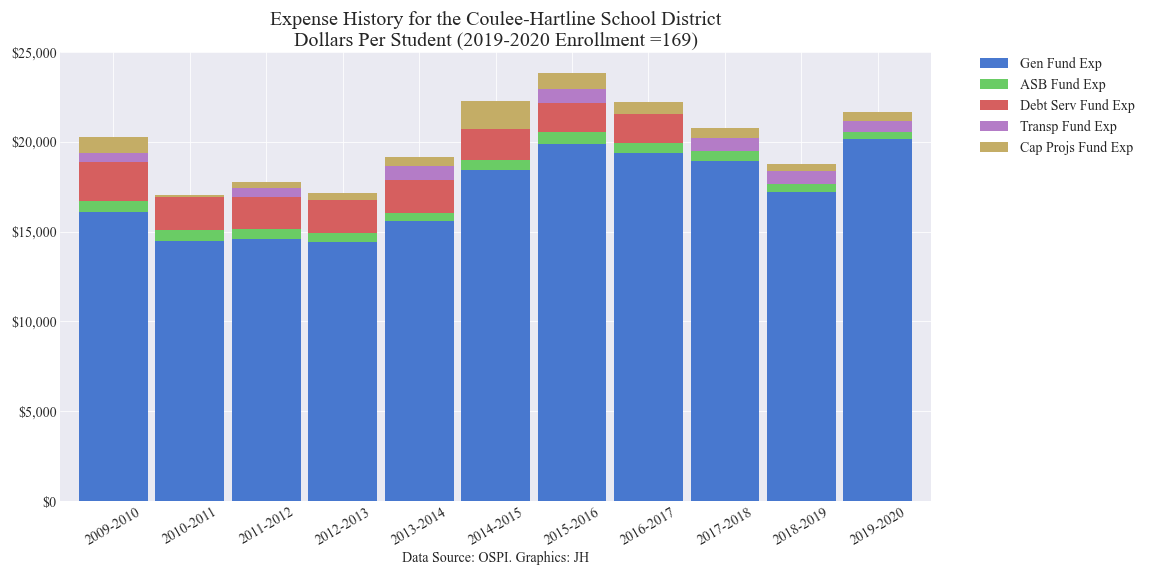 Expense History for the Coulee-Hartline School District
Dollars Per Student (2019-2020 Enrollment =169)
$25,000
$20,000
$15,000
$10,000
$5,000
$0
Gen Fund Exp
ASB Fund Exp
Debt Serv Fund Exp
Transp Fund Exp
Cap Projs Fund Exp
2009-2010
2010-2011
2011-2012
2012-2013
2013-2014
2014-2015
2015-2016
2016-2017
2017-2018
2018-2019
2019-2020
Data Source: OSPI. Graphics: JH